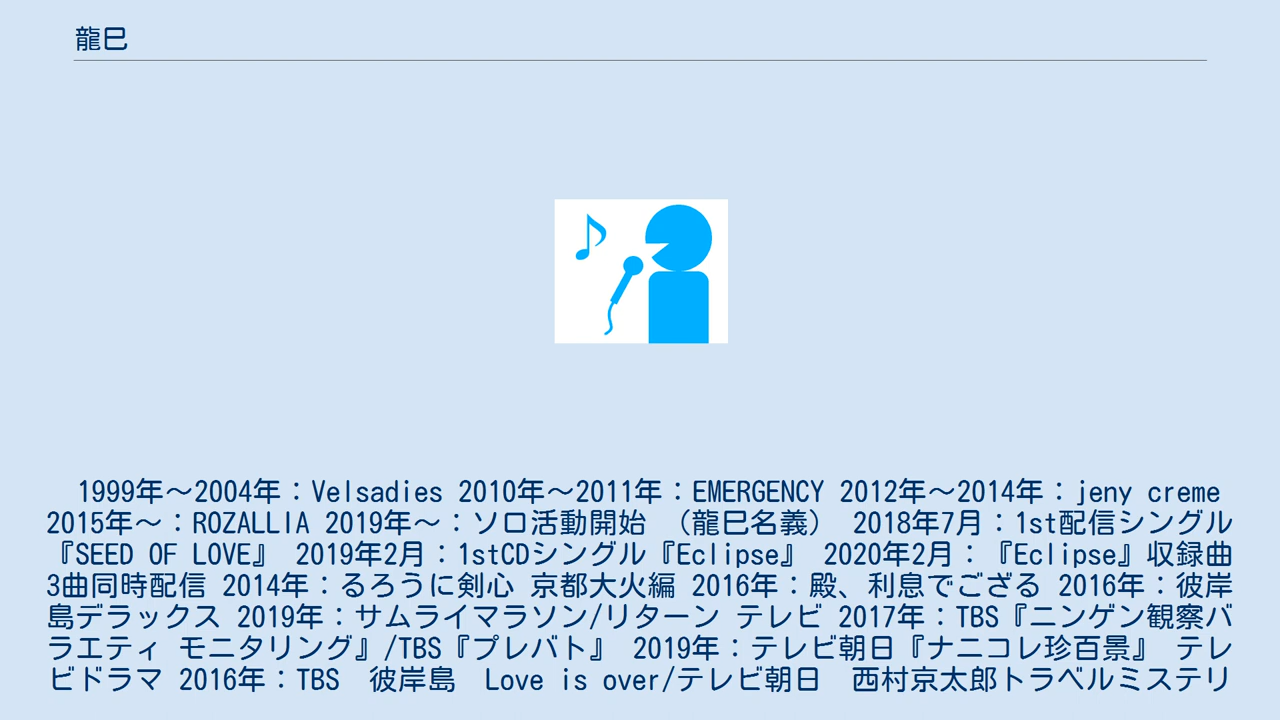 龍巳
1999年～2004年：Velsadies 2010年～2011年：EMERGENCY 2012年～2014年：jeny creme
2015年～：ROZALLIA 2019年～：ソロ活動開始 （龍巳名義） 2018年7月：1st配信シングル
『SEED OF LOVE』 2019年2月：1stCDシングル『Eclipse』 2020年2月：『Eclipse』収録曲
3曲同時配信 2014年：るろうに剣心 京都大火編 2016年：殿、利息でござる 2016年：彼岸
島デラックス 2019年：サムライマラソン/リターン テレビ 2017年：TBS『ニンゲン観察バ
ラエティ モニタリング』/TBS『プレバト』 2019年：テレビ朝日『ナニコレ珍百景』 テレ
ビドラマ 2016年：TBS　彼岸島　Love is over/テレビ朝日　西村京太郎トラベルミステリ